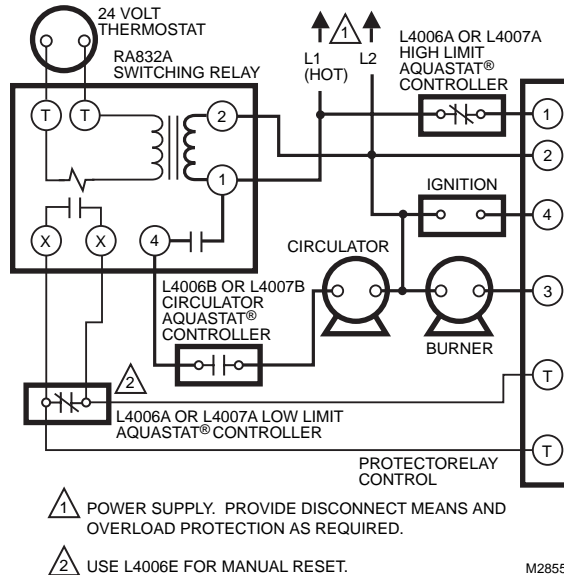 24 VOLT
THERMOSTAT
RA832A
SWITCHING RELAY
1
L1
(HOT)
L2
L4006A OR L4007A
HIGH LIMIT
AQUASTAT®
CONTROLLER
T
T
2
1
1
2
IGNITION
4
X
X
4
CIRCULATOR
3
L4006B OR L4007B
CIRCULATOR
AQUASTAT®
CONTROLLER
BURNER
2
T
L4006A OR L4007A LOW LIMIT
AQUASTAT® CONTROLLER
T
PROTECTORELAY
CONTROL
1 POWER SUPPLY. PROVIDE DISCONNECT MEANS AND
OVERLOAD PROTECTION AS REQUIRED.
2 USE L4006E FOR MANUAL RESET.
M2855